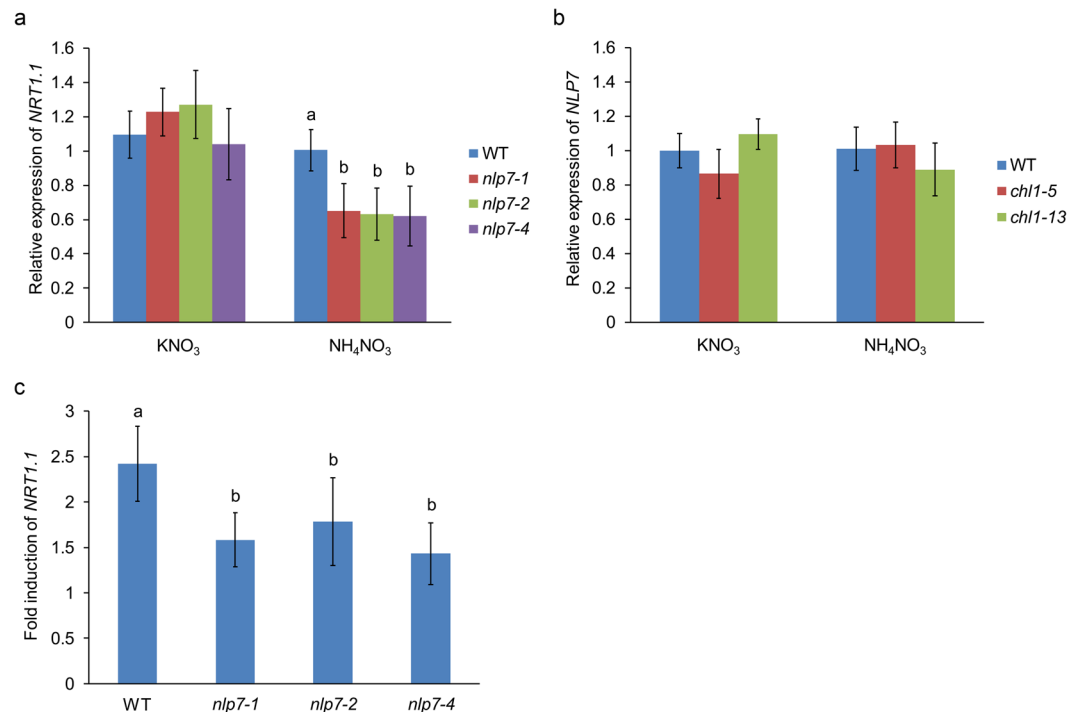 a
Relative expression of NRT1.1
1.6
1.4
1.2
1
0.8
0.6
0.4
0.2
0
a
b b b
KNO₃ NH₄NO₃
WT
nlp7-1
nlp7-2
nlp7-4
b
Relative expression of NLP7
1.6
1.4
1.2
1
0.8
0.6
0.4
0.2
0
KNO₃ NH₄NO₃
WT
chl1-5
chl1-13
c
Fold induction of NRT1.1
3
2.5
2
1.5
1
0.5
0
a
b
b
b
WT nlp7-1 nlp7-2 nlp7-4